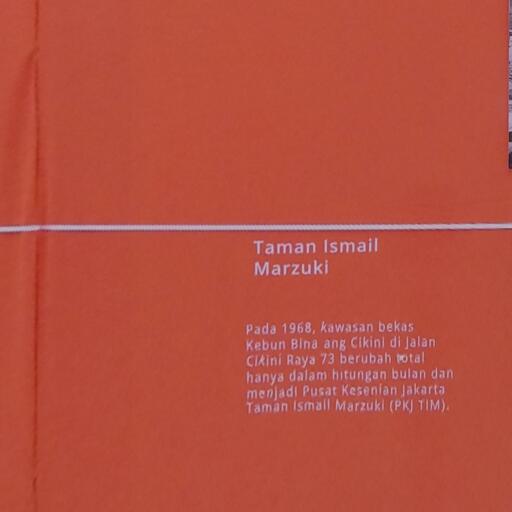 Taman Ismail
Marzuki
Pada 1968, kawasan bekas
Kebun Bina ang Cikini di Jalan
Cikini Raya 73 berubah total
hanya dalam hitungan bulan dan
menjadi Pusat Kesenian Jakarta
Taman Ismail Marzuki (PKJ TIM).